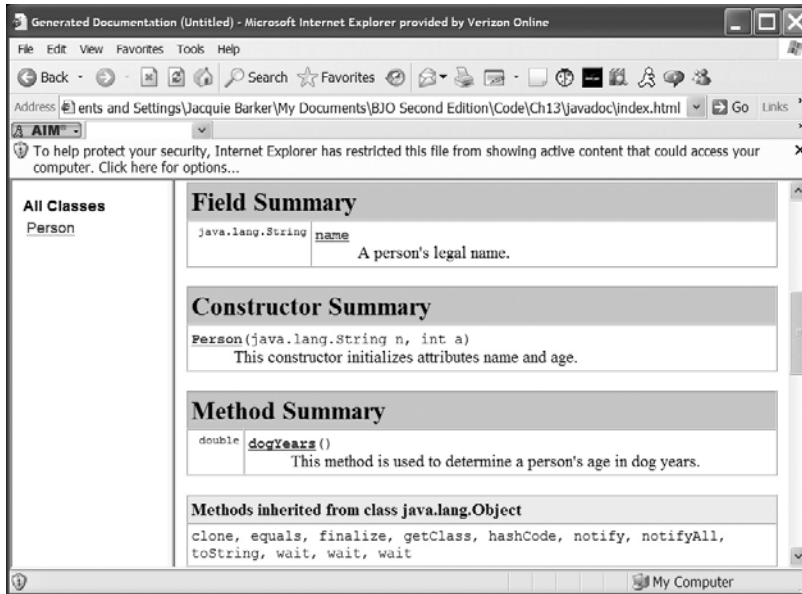 Generated Documentation (Untitled) - Microsoft Internet Explorer provided by Verizon Online
File Edit View Favorites Tools Help
Back Search Favorites
Address ents and Settings\Jacquie Barker\My Documents\BJO Second Edition\Code\Ch13\javadoc\index.html Go Links
AIM
To help protect your security, Internet Explorer has restricted this file from showing active content that could access your
computer. Click here for options...
All Classes
Person
Field Summary
java.lang.String name
A person's legal name.
Constructor Summary
Person(java.lang.String n, int a)
This constructor initializes attributes name and age.
Method Summary
double dogYears()
This method is used to determine a person's age in dog years.
Methods inherited from class java.lang.Object
clone, equals, finalize, getClass, hashCode, notify, notifyAll,
toString, wait, wait, wait
My Computer